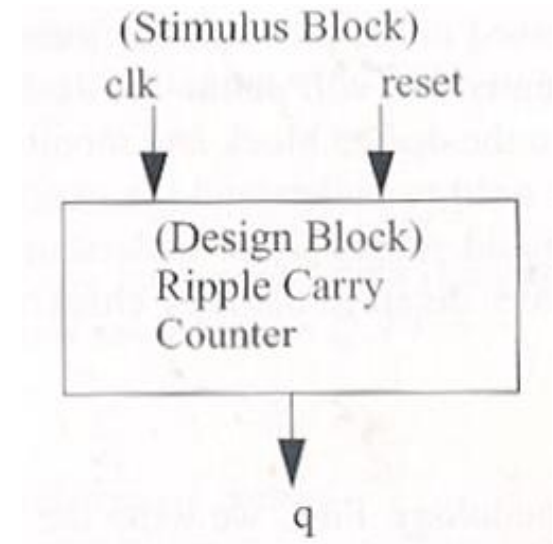 (Stimulus Block)
clk reset
(Design Block)
Ripple Carry
Counter
q